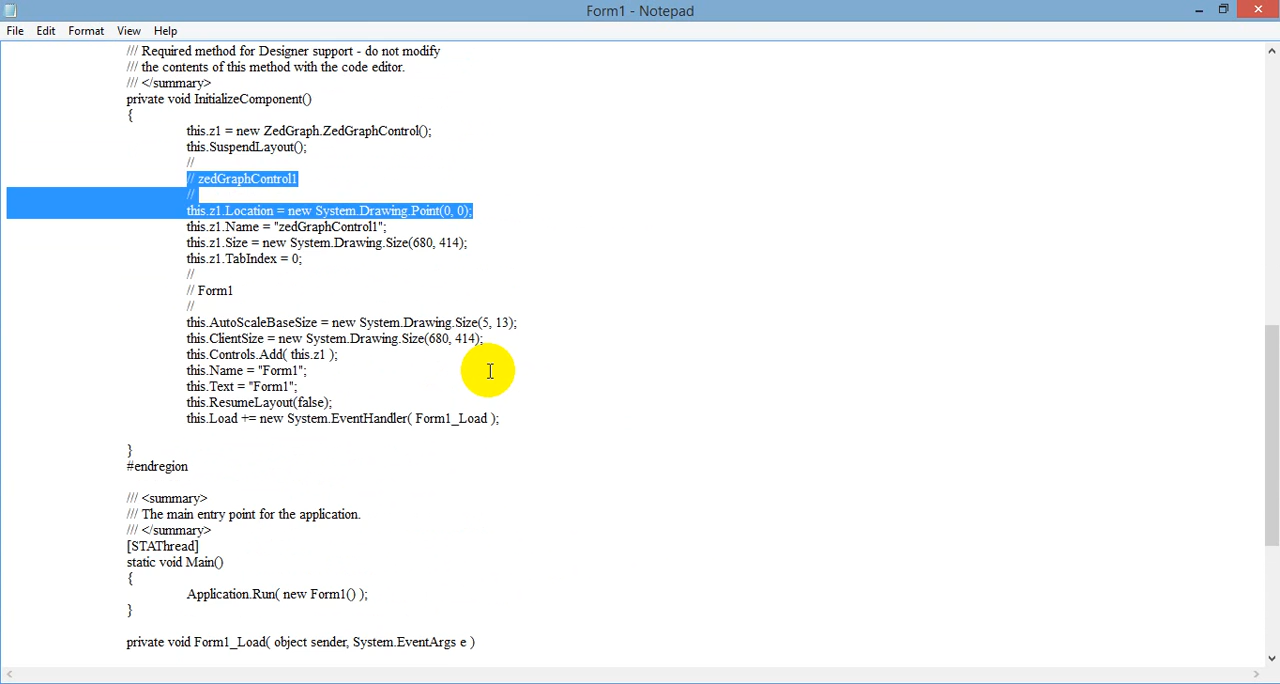 Form1 - Notepad
File Edit Format View Help
/// Required method for Designer support - do not modify
/// the contents of this method with the code editor.
/// </summary>
private void InitializeComponent()
{
this.z1 = new ZedGraph.ZedGraphControl();
this.SuspendLayout();
//
// zedGraphControl1
//
this.z1.Location = new System.Drawing.Point(0, 0);
this.z1.Name = "zedGraphControl1";
this.z1.Size = new System.Drawing.Size(680, 414);
this.z1.TabIndex = 0;
//
// Form1
//
this.AutoScaleBaseSize = new System.Drawing.Size(5, 13);
this.ClientSize = new System.Drawing.Size(680, 414);
this.Controls.Add( this.z1 );
this.Name = "Form1";
this.Text = "Form1";
this.ResumeLayout(false);
this.Load += new System.EventHandler( Form1_Load );
}
#endregion
/// <summary>
/// The main entry point for the application.
/// </summary>
[STAThread]
static void Main()
{
Application.Run( new Form1() );
}
private void Form1_Load( object sender, System.EventArgs e )